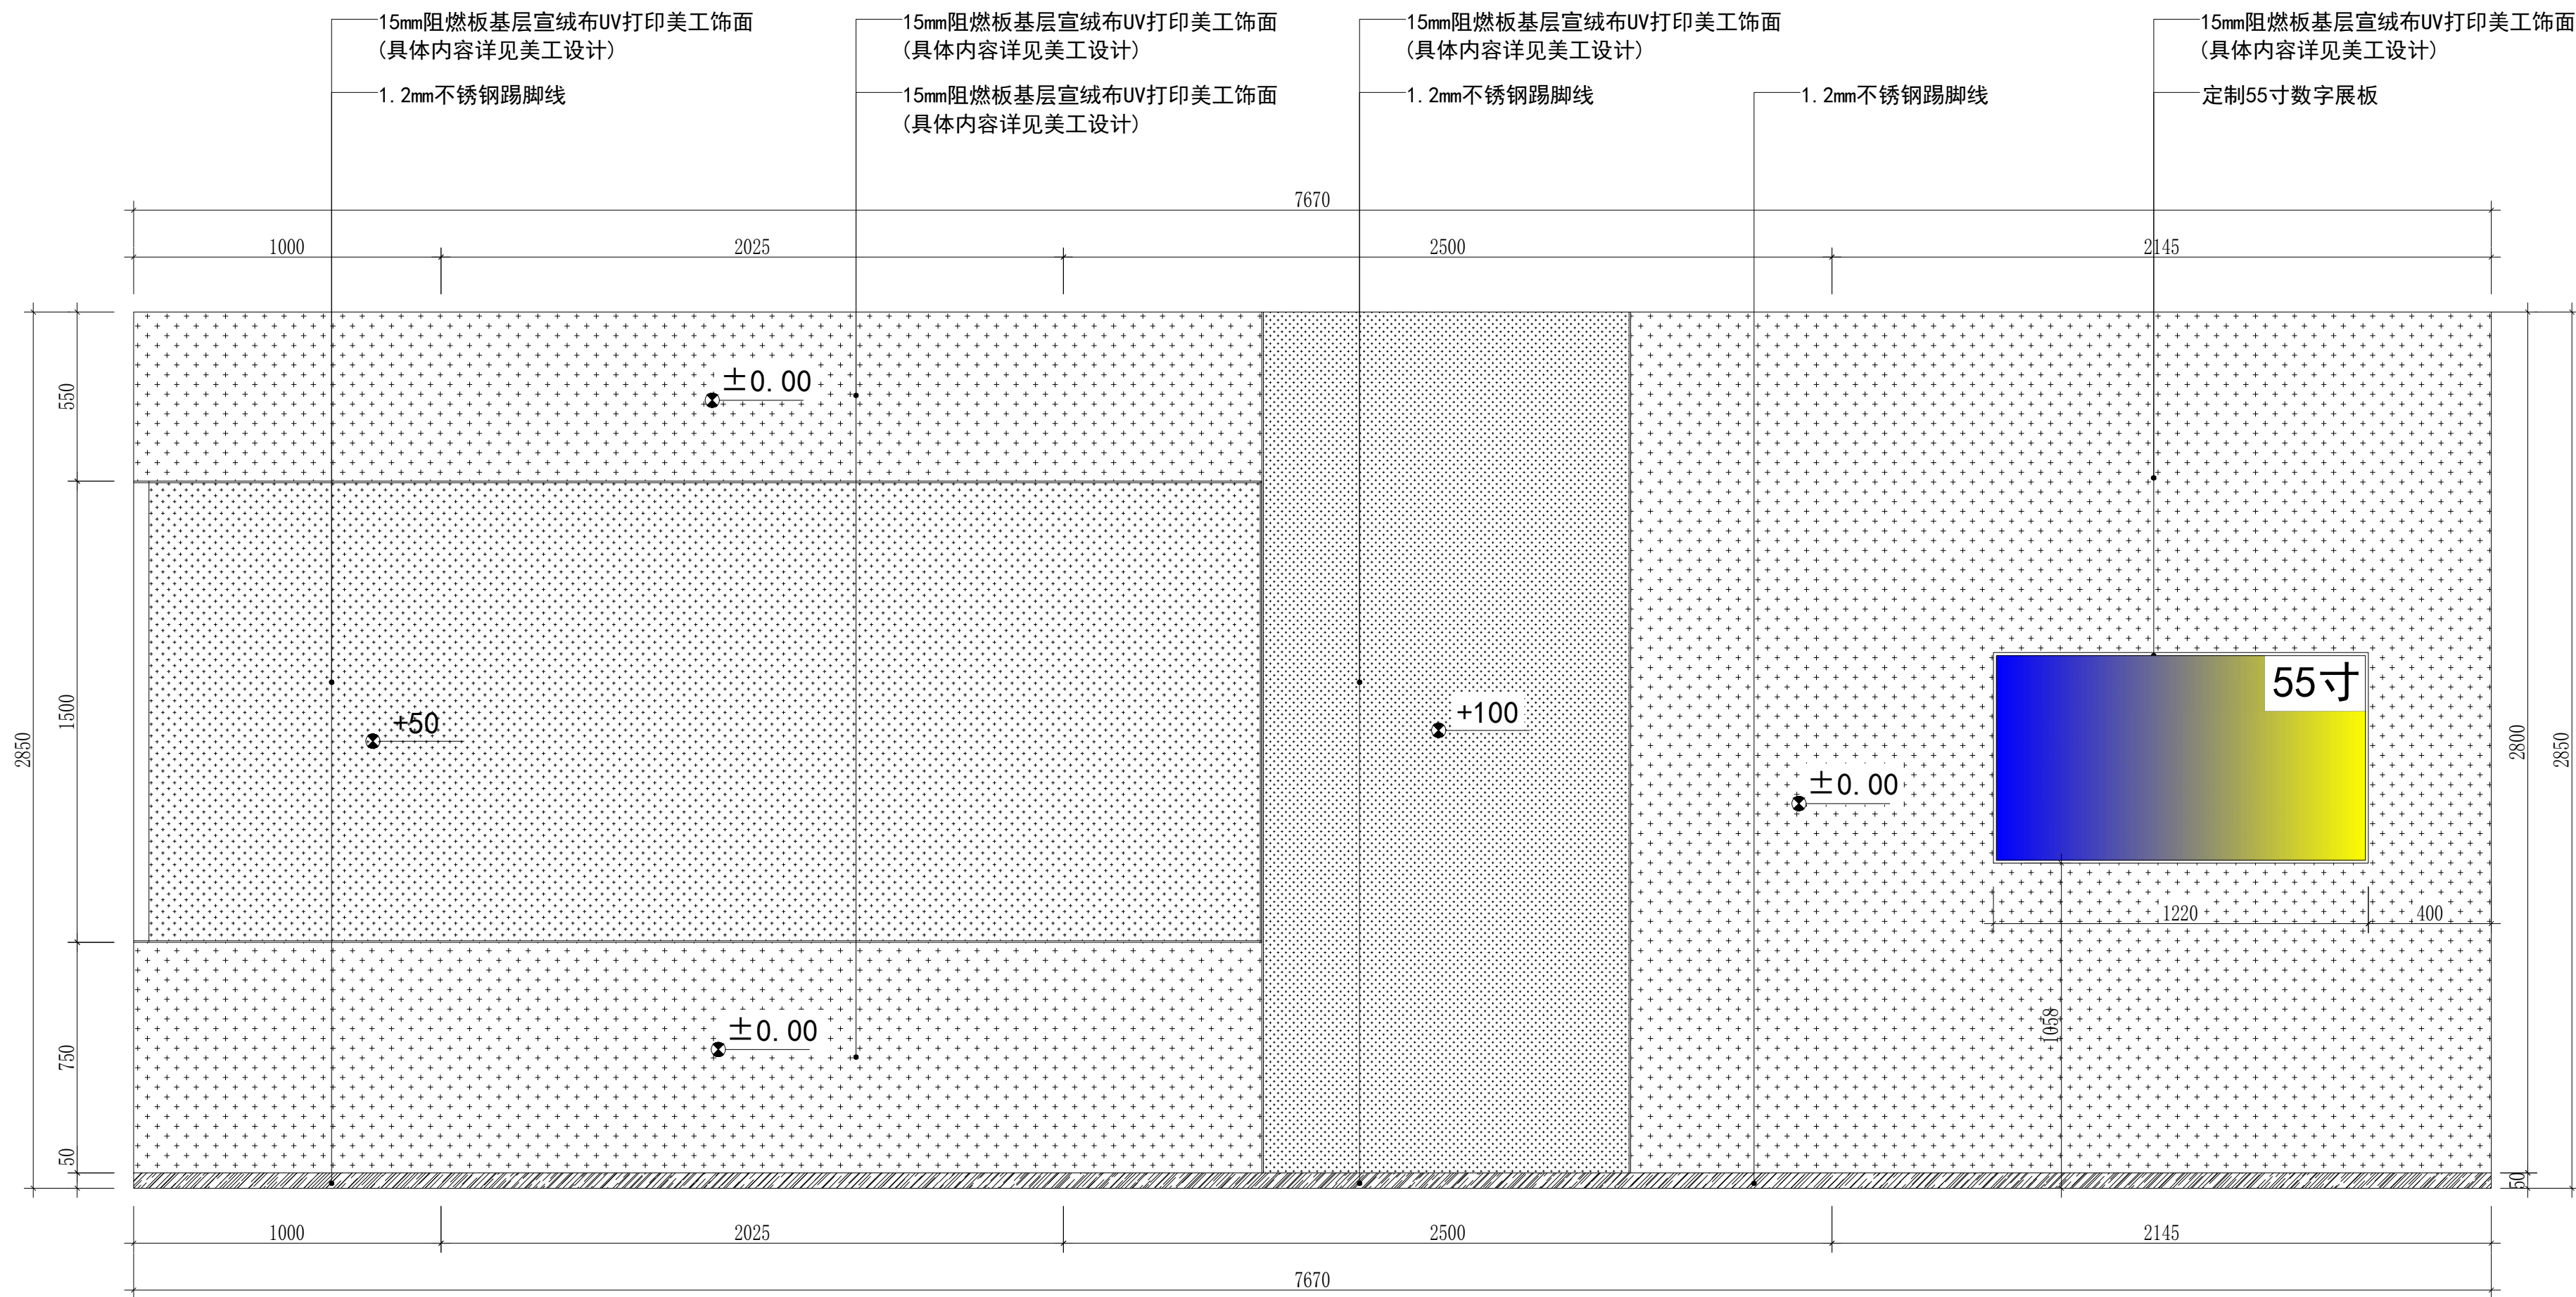 15mm阻燃板基层宣绒布UV打印美工饰面
(具体内容详见美工设计)
1.2mm不锈钢踢脚线
15mm阻燃板基层宣绒布UV打印美工饰面
(具体内容详见美工设计)
15mm阻燃板基层宣绒布UV打印美工饰面
(具体内容详见美工设计)
15mm阻燃板基层宣绒布UV打印美工饰面
(具体内容详见美工设计)
1.2mm不锈钢踢脚线
1.2mm不锈钢踢脚线
15mm阻燃板基层宣绒布UV打印美工饰面
(具体内容详见美工设计)
定制55寸数字展板
7670
1000
2025
2500
2145
2850
550
1500
750
50
±0.00
+50
±0.00
+100
±0.00
55寸
1220
400
1058
2800
50
2850
1000
2025
2500
2145
7670